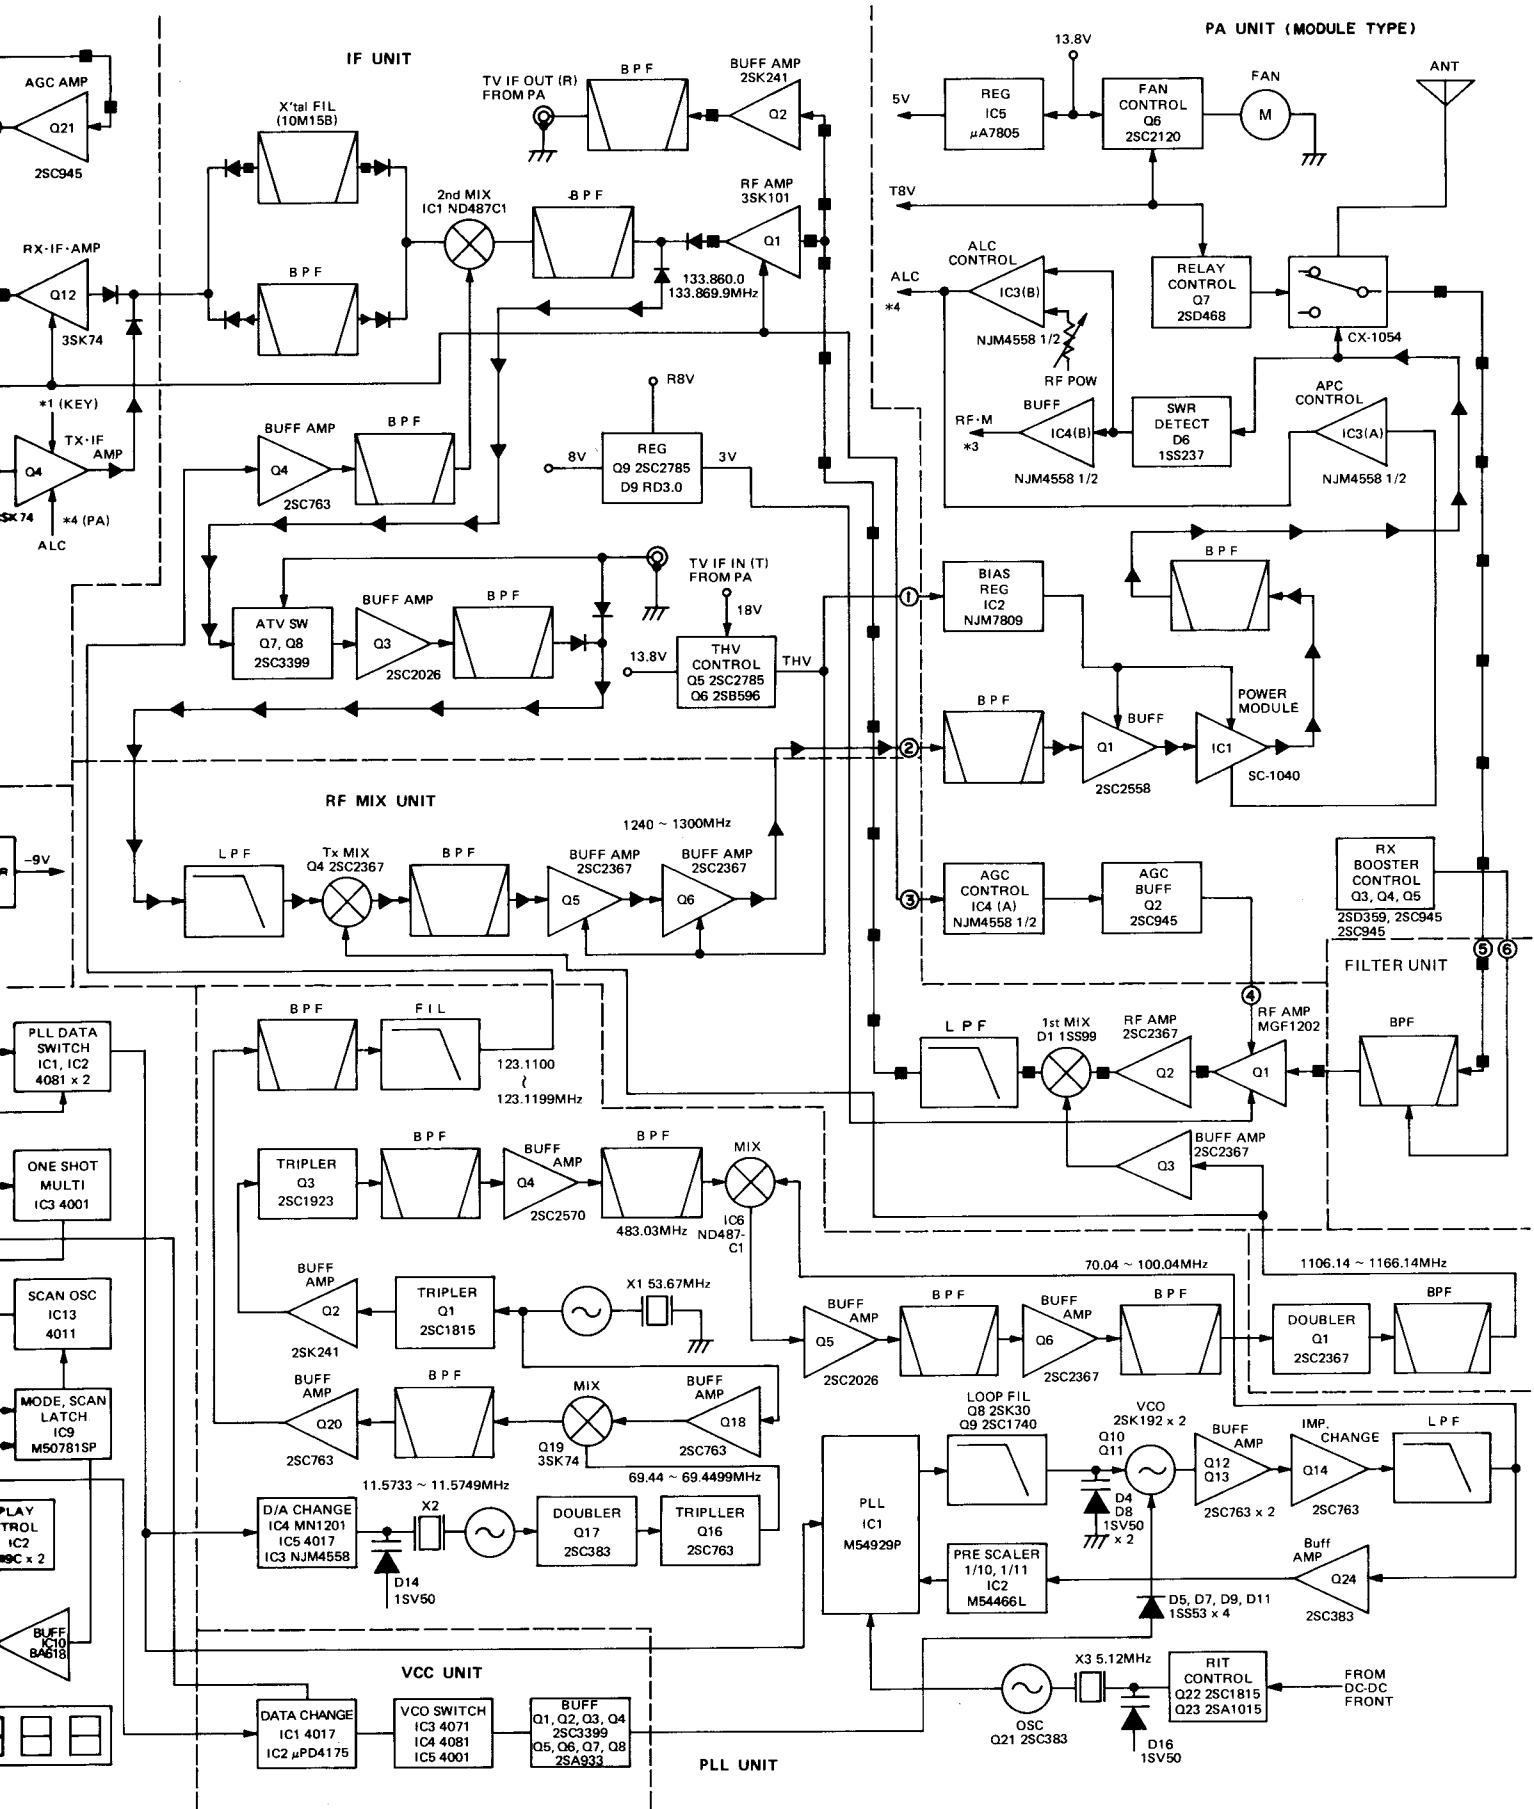 PA UNIT (MODULE TYPE)
IF UNIT
AGC AMP
Q21
2SC945
X'tal FIL
(10M15B)
TV IF OUT (R)
FROM PA
B P F
BUFF AMP
2SK241
Q2
13.8V
5V
REG
IC5
μA7805
FAN
CONTROL
Q6
2SC2120
FAN
M
ANT
2nd MIX
IC1 ND487C1
B P F
RF AMP
3SK101
Q1
133.860.0
133.869.9MHz
T8V
RX·IF·AMP
Q12
3SK74
B P F
ALC
*4
ALC
CONTROL
IC3(B)
NJM4558 1/2
RF POW
RELAY
CONTROL
Q7
2SD468
CX-1054
*1 (KEY)
TX·IF
AMP
Q4
SK74
*4 (PA)
ALC
BUFF AMP
Q4
2SC763
B P F
R8V
8V
REG
Q9 2SC2785
D9 RD3.0
3V
RF·M
*3
BUFF
IC4(B)
NJM4558 1/2
SWR
DETECT
D6
1SS237
APC
CONTROL
IC3(A)
NJM4558 1/2
ATV SW
Q7, Q8
2SC3399
BUFF AMP
Q3
2SC2026
B P F
TV IF IN (T)
FROM PA
18V
13.8V
THV
CONTROL
Q5 2SC2785
Q6 2SB596
THV
1
BIAS
REG
IC2
NJM7809
B P F
2
B P F
BUFF
Q1
2SC2558
POWER
MODULE
IC1
SC-1040
RF MIX UNIT
1240 ~ 1300MHz
-9V
R
L P F
Tx MIX
Q4 2SC2367
B P F
BUFF AMP
2SC2367
Q5
BUFF AMP
2SC2367
Q6
3
AGC
CONTROL
IC4 (A)
NJM4558 1/2
AGC
BUFF
Q2
2SC945
RX
BOOSTER
CONTROL
Q3, Q4, Q5
2SD359, 2SC945
2SC945
5
6
FILTER UNIT
4
PLL DATA
SWITCH
IC1, IC2
4081 x 2
B P F
F I L
123.1100
~
123.1199MHz
L P F
1st MIX
D1 1SS99
RF AMP
2SC2367
Q2
RF AMP
MGF1202
Q1
BPF
ONE SHOT
MULTI
IC3 4001
TRIPLER
Q3
2SC1923
B P F
BUFF
AMP
Q4
2SC2570
B P F
483.03MHz
MIX
IC6
ND487-
C1
BUFF AMP
2SC2367
Q3
SCAN OSC
IC13
4011
BUFF
AMP
Q2
2SK241
TRIPLER
Q1
2SC1815
X1 53.67MHz
70.04 ~ 100.04MHz
1106.14 ~ 1166.14MHz
BUFF
AMP
Q5
2SC2026
B P F
BUFF
AMP
Q6
2SC2367
B P F
DOUBLER
Q1
2SC2367
BPF
MODE, SCAN
LATCH
IC9
M50781SP
BUFF
AMP
Q20
2SC763
B P F
MIX
Q19
3SK74
BUFF
AMP
Q18
2SC763
LOOP FIL
Q8 2SK30
Q9 2SC1740
VCO
2SK192 x 2
Q10
Q11
BUFF
AMP
Q12
Q13
2SC763 x 2
IMP.
CHANGE
Q14
2SC763
L P F
11.5733 ~ 11.5749MHz
69.44 ~ 69.4499MHz
PLAY
TROL
IC2
9C x 2
D/A CHANGE
IC4 MN1201
IC5 4017
IC3 NJM4558
X2
D14
1SV50
DOUBLER
Q17
2SC383
TRIPLLER
Q16
2SC763
PLL
IC1
M54929P
D4
D8
1SV50
x 2
PRE SCALER
1/10, 1/11
IC2
M54466L
Buff
AMP
Q24
2SC383
D5, D7, D9, D11
1SS53 x 4
BUFF
IC10
BA618
VCC UNIT
DATA CHANGE
IC1 4017
IC2 μPD4175
VCO SWITCH
IC3 4071
IC4 4081
IC5 4001
BUFF
Q1, Q2, Q3, Q4
2SC3399
Q5, Q6, Q7, Q8
2SA933
PLL UNIT
OSC
Q21 2SC383
X3 5.12MHz
D16
1SV50
RIT
CONTROL
Q22 2SC1815
Q23 2SA1015
FROM
DC-DC
FRONT